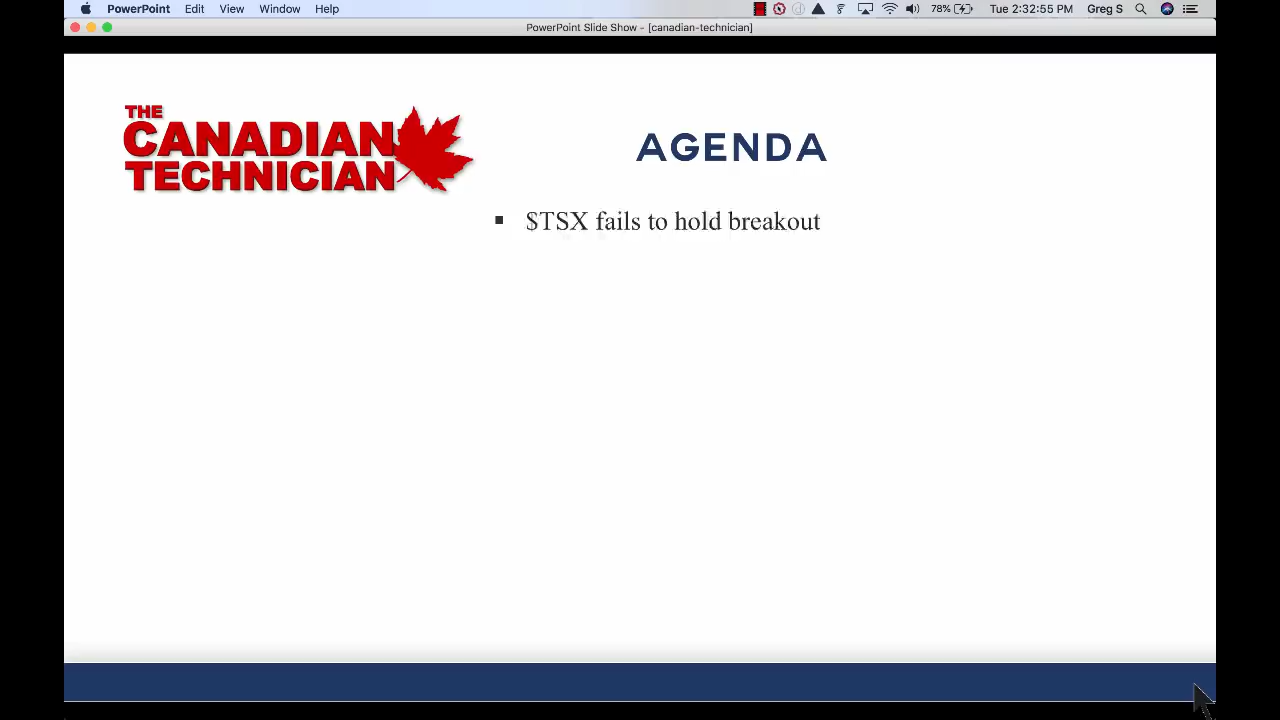 PowerPoint Edit View Window Help 78% Tue 2:32:55 PM Greg S
PowerPoint Slide Show - [canadian-technician]
THE
CANADIAN
TECHNICIAN
AGENDA
▪ $TSX fails to hold breakout